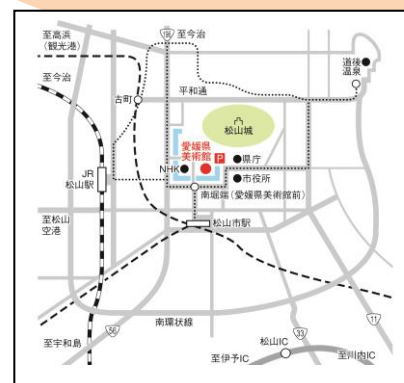 至高浜
(観光港)
196
至今治
道後
温泉
至今治
古町
平和通
松山城
愛媛県
美術館
P
県庁
NHK
市役所
JR
松山駅
南堀端(愛媛県美術館前)
至松山
空港
松山市駅
南環状線
56
33
11
松山IC
至宇和島
至伊予IC
至川内IC